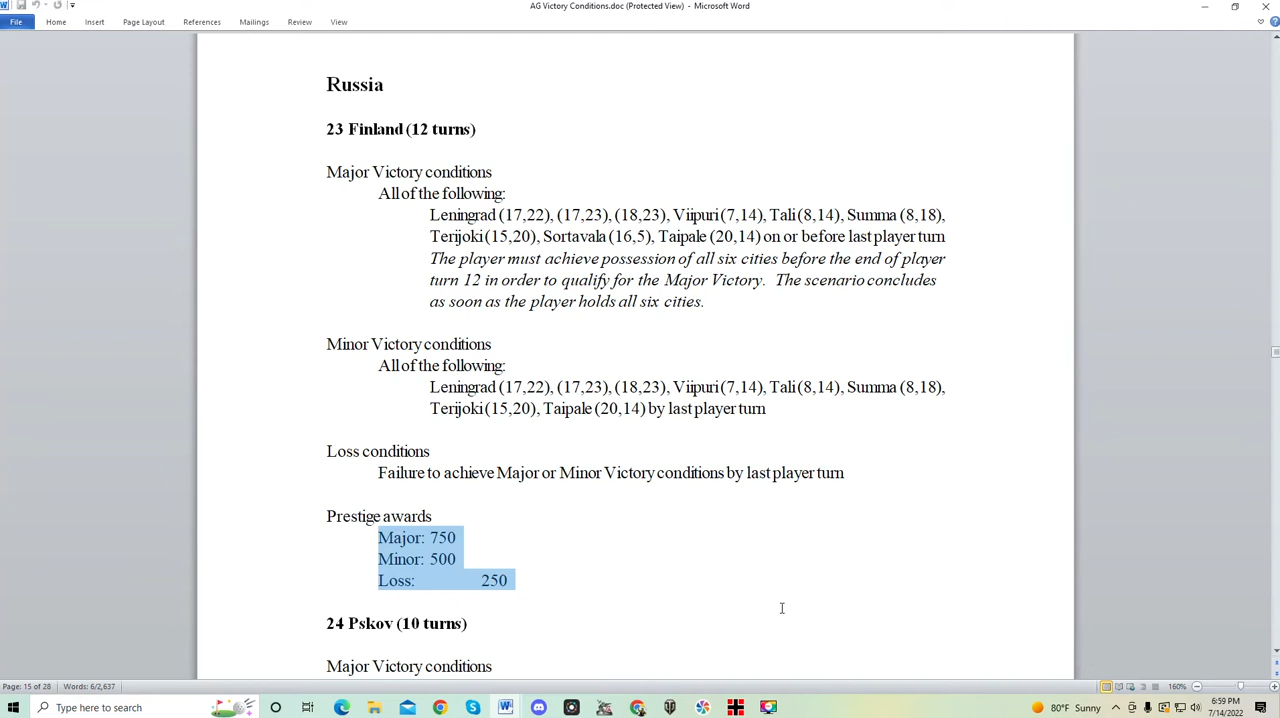 AG Victory Conditions.doc (Protected View) - Microsoft Word
File Home Insert Page Layout References Mailings Review View
Russia
23 Finland (12 turns)
Major Victory conditions
All of the following:
Leningrad (17,22), (17,23), (18,23), Viipuri (7,14), Tali (8,14), Summa (8,18),
Terijoki (15,20), Sortavala (16,5), Taipale (20,14) on or before last player turn
The player must achieve possession of all six cities before the end of player
turn 12 in order to qualify for the Major Victory. The scenario concludes
as soon as the player holds all six cities.
Minor Victory conditions
All of the following:
Leningrad (17,22), (17,23), (18,23), Viipuri (7,14), Tali (8,14), Summa (8,18),
Terijoki (15,20), Taipale (20,14) by last player turn
Loss conditions
Failure to achieve Major or Minor Victory conditions by last player turn
Prestige awards
Major: 750
Minor: 500
Loss: 250
24 Pskov (10 turns)
Major Victory conditions
Page: 15 of 28 Words: 6/2,637 160%
Type here to search 80°F Sunny 6:59 PM
7/14/2022